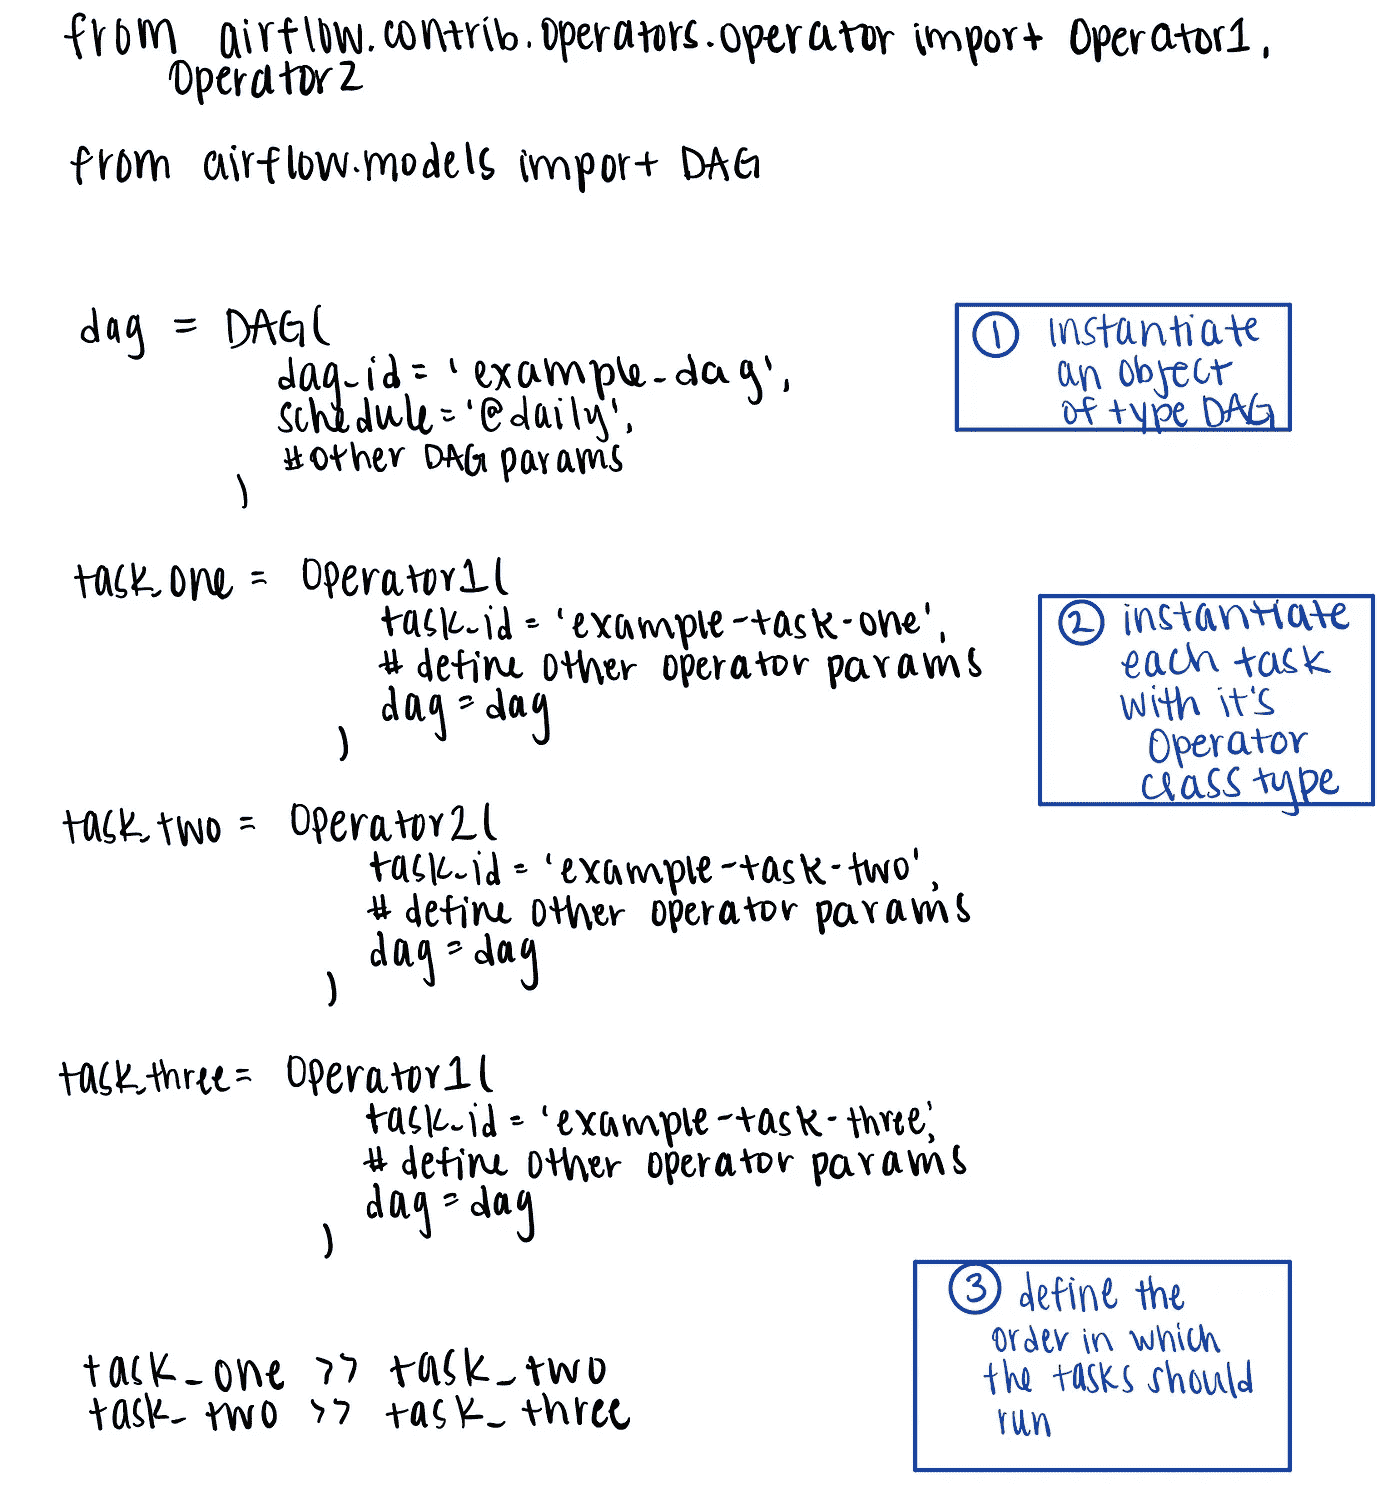 from airflow.contrib.operators.operator import Operator1,
Operator2
from airflow.models import DAG
dag = DAG(
dag_id = 'example-dag',
schedule = '@daily',
#other DAG params
)
① instantiate
an object
of type DAG
task_one = Operator1(
task_id = 'example-task-one',
# define other operator params
dag = dag
)
② instantiate
each task
with it's
Operator
class type
task_two = Operator2(
task_id = 'example-task-two',
# define other operator params
dag = dag
)
task_three = Operator1(
task_id = 'example-task-three',
# define other operator params
dag = dag
)
③ define the
order in which
the tasks should
run
task_one >> task_two
task_two >> task_three